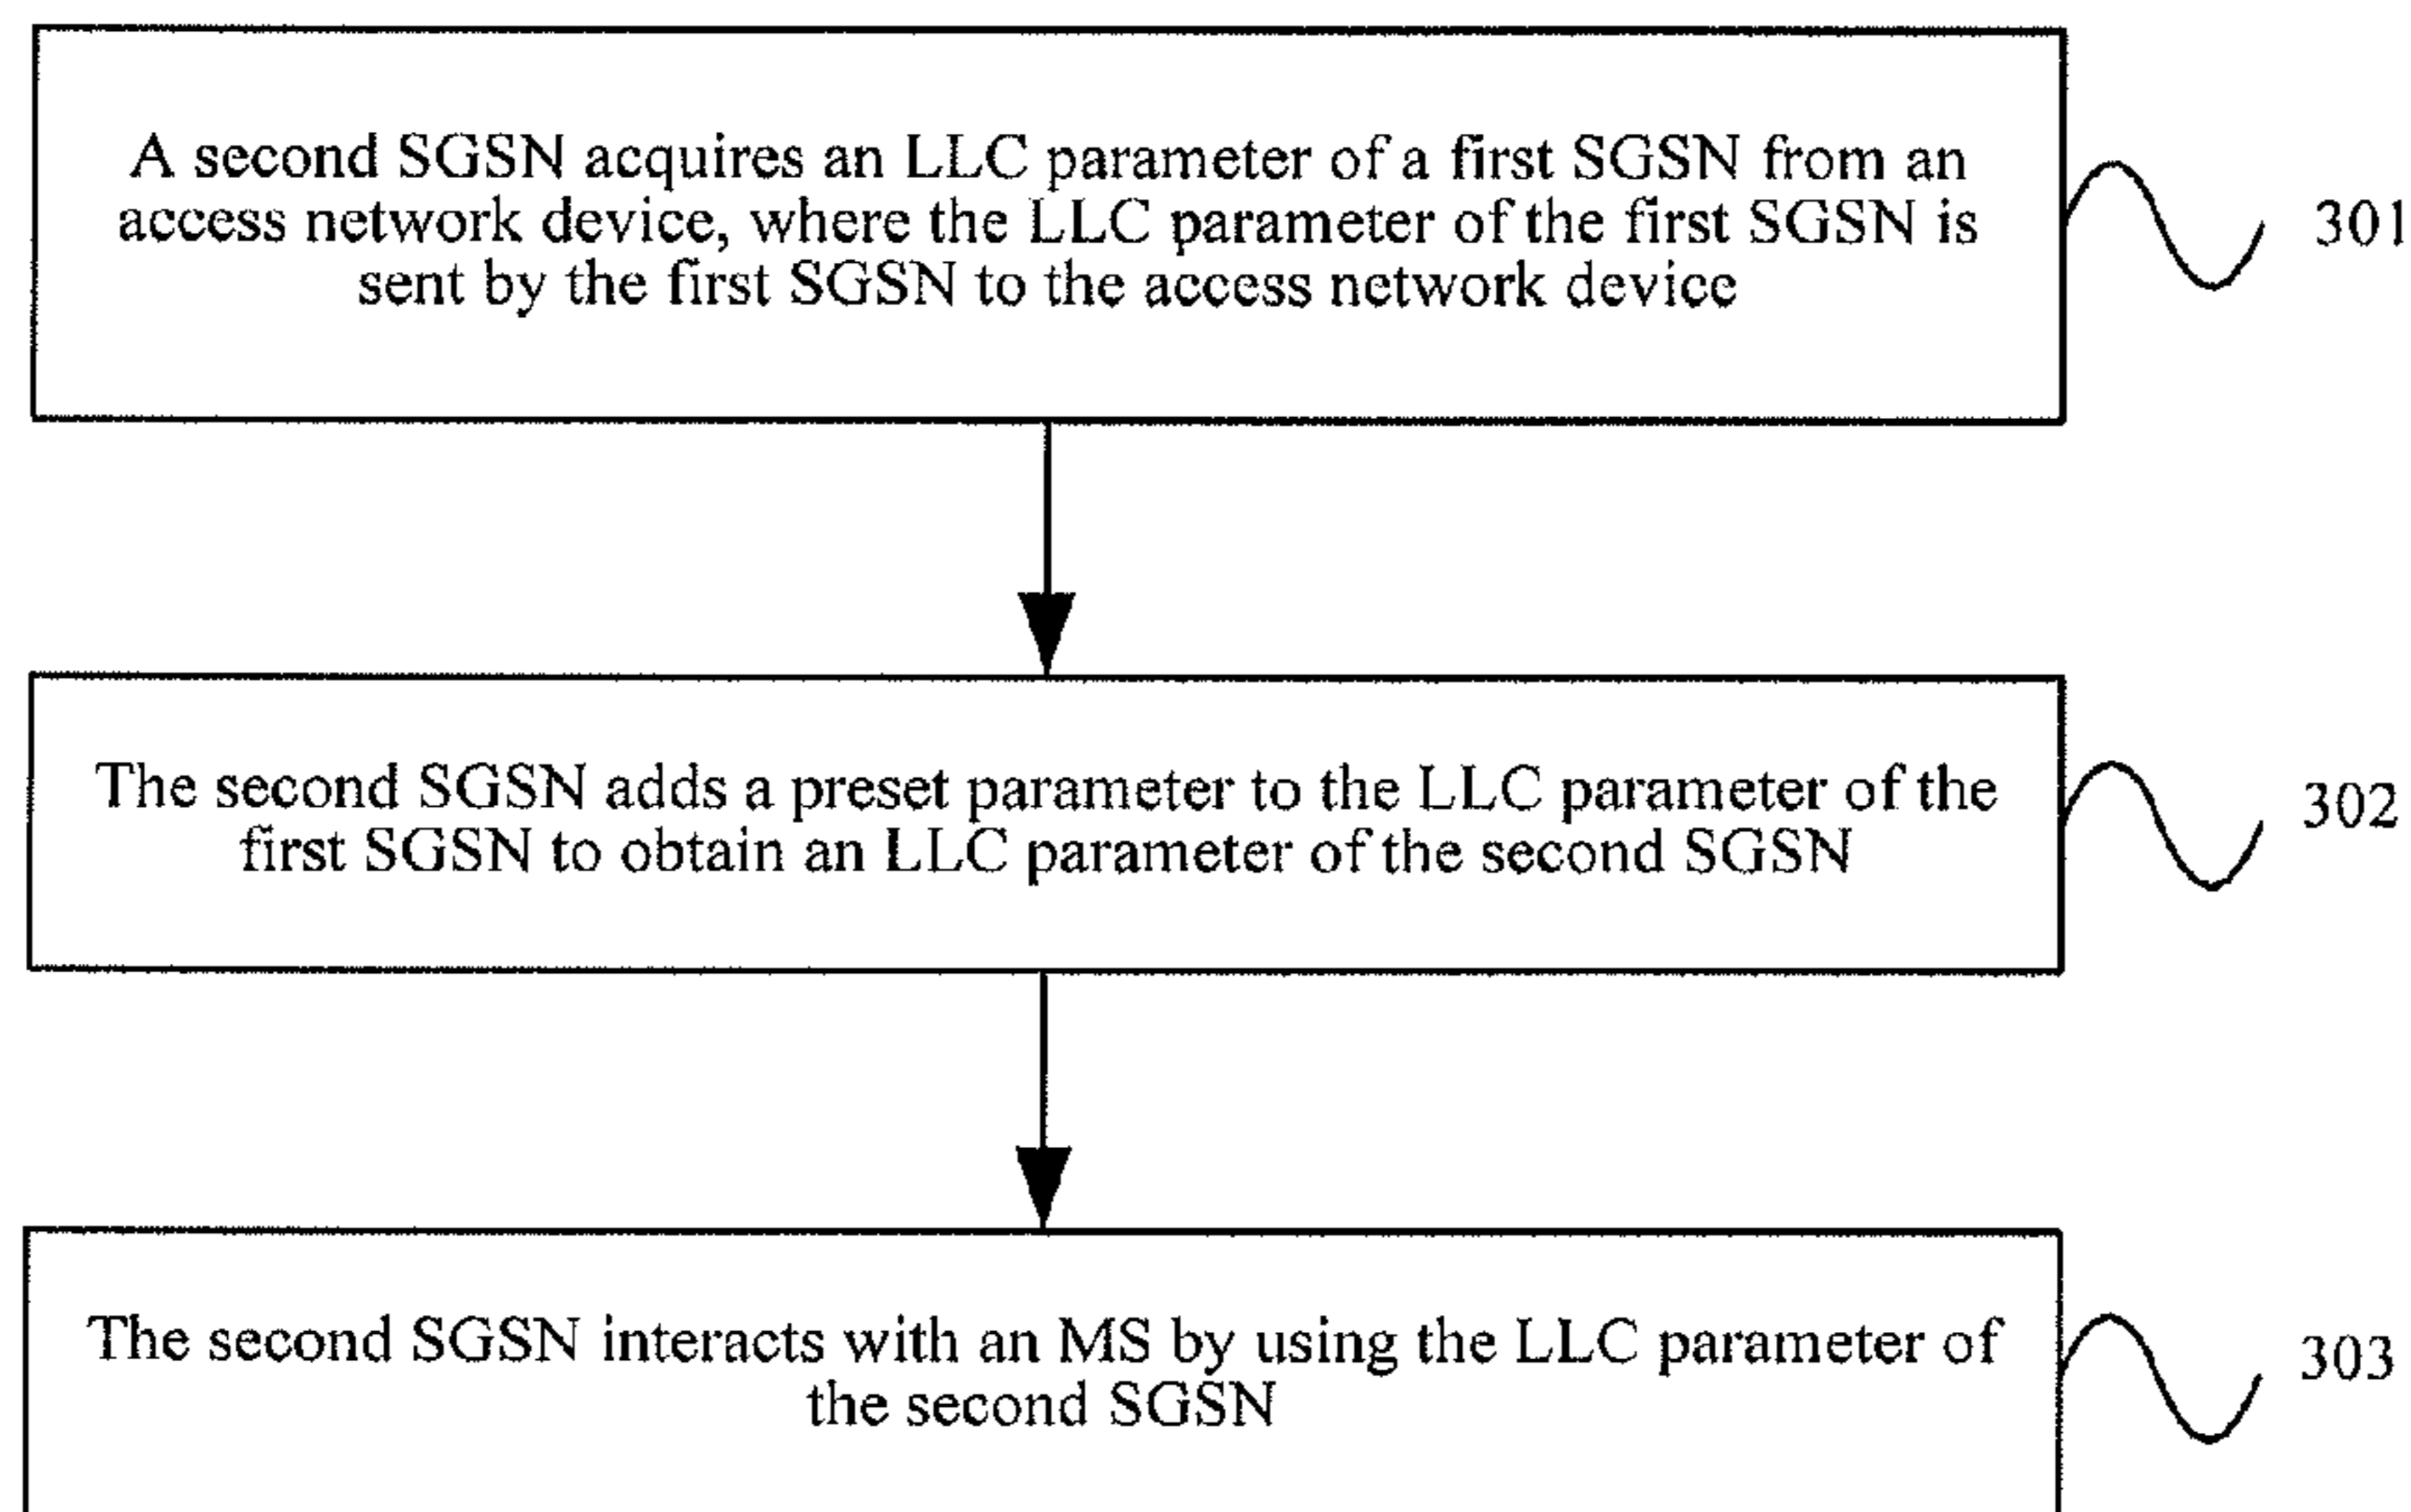 A second SGSN acquires an LLC parameter of a first SGSN from an
access network device, where the LLC parameter of the first SGSN is
sent by the first SGSN to the access network device
301
The second SGSN adds a preset parameter to the LLC parameter of the
first SGSN to obtain an LLC parameter of the second SGSN
302
The second SGSN interacts with an MS by using the LLC parameter of
the second SGSN
303